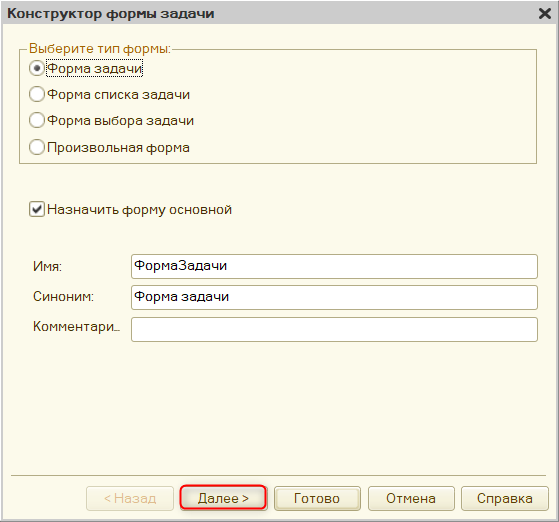 Конструктор формы задачи
Выберите тип формы:
Форма задачи
Форма списка задачи
Форма выбора задачи
Произвольная форма
Назначить форму основной
Имя: ФормаЗадачи
Синоним: Форма задачи
Комментари...
< Назад Далее > Готово Отмена Справка